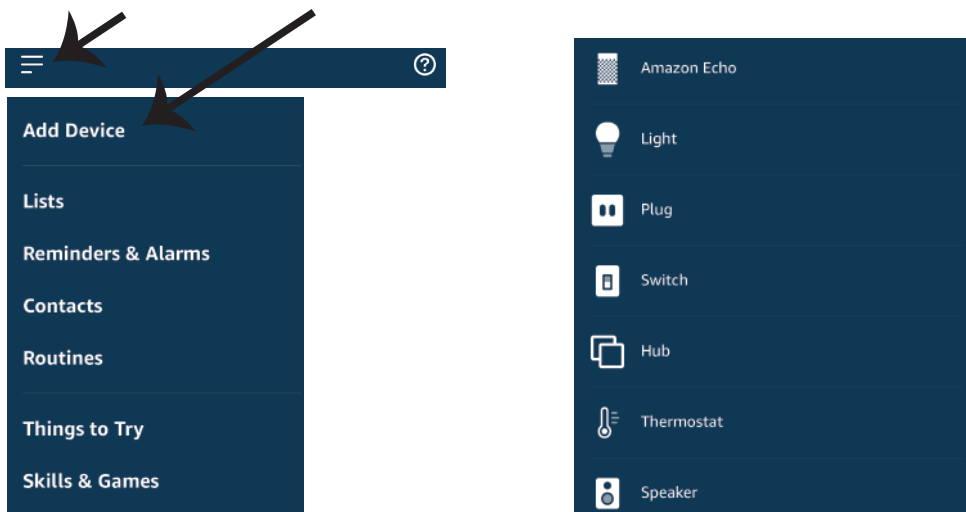 Add Device
Lists
Reminders & Alarms
Contacts
Routines
Things to Try
Skills & Games
Amazon Echo
Light
Plug
Switch
Hub
Thermostat
Speaker